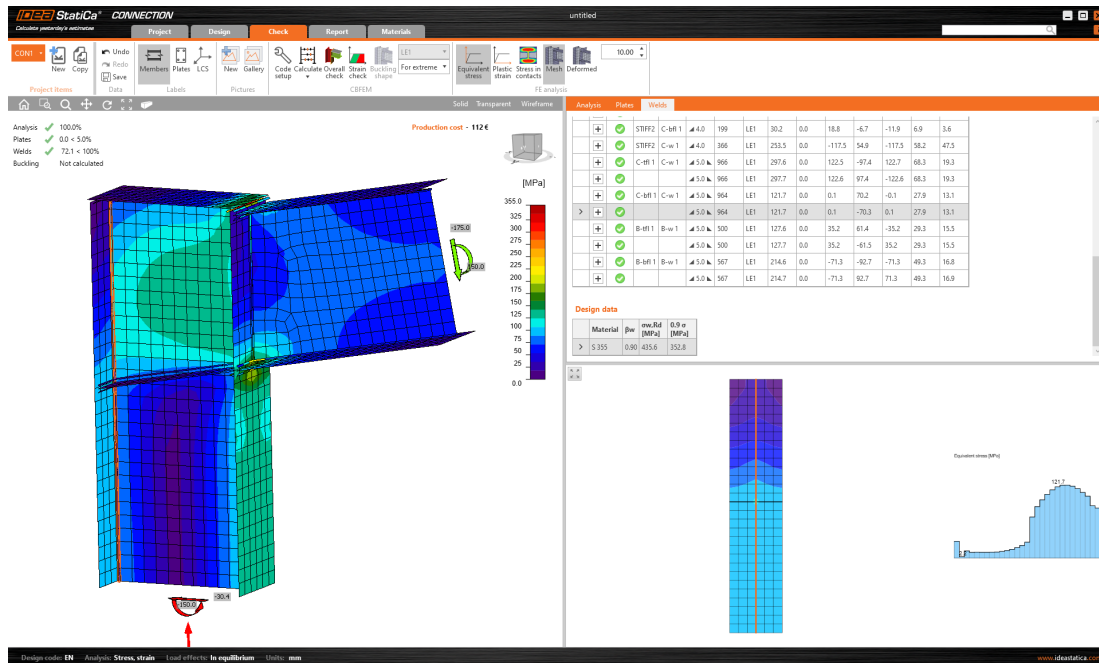 IDEA StatiCa® CONNECTION
Calculate yesterday's estimates
untitled
Project Design Check Report Materials
CON1
New Copy
Undo
Redo
Save
Members Plates LCS
New Gallery
Code setup Calculate Overall check Strain check Buckling shape
LE1
For extreme
Equivalent stress Plastic strain Stress in contacts Mesh Deformed
10.00
Project items Data Labels Pictures CBFEM FE analysis
Solid Transparent Wireframe
Analysis 100.0%
Plates 0.0 < 5.0%
Welds 72.1 < 100%
Buckling Not calculated
Production cost - 112 €
[MPa]
355.0
325
300
275
250
225
200
175
150
125
100
75
50
25
0.0
-175.0
150.0
-150.0
-30.4
Analysis Plates Welds
STIFF2 C-bfl 1 4.0 199 LE1 30.2 0.0 18.8 -6.7 -11.9 6.9 3.6
STIFF2 C-w 1 4.0 366 LE1 253.5 0.0 -117.5 54.9 -117.5 58.2 47.5
C-tfl 1 C-w 1 5.0 966 LE1 297.6 0.0 122.5 -97.4 122.7 68.3 19.3
5.0 966 LE1 297.7 0.0 122.6 97.4 -122.6 68.3 19.3
C-bfl 1 C-w 1 5.0 964 LE1 121.7 0.0 0.1 70.2 -0.1 27.9 13.1
> 5.0 964 LE1 121.7 0.0 0.1 -70.3 0.1 27.9 13.1
B-tfl 1 B-w 1 5.0 500 LE1 127.6 0.0 35.2 61.4 -35.2 29.3 15.5
5.0 500 LE1 127.7 0.0 35.2 -61.5 35.2 29.3 15.5
B-bfl 1 B-w 1 5.0 567 LE1 214.6 0.0 -71.3 -92.7 -71.3 49.3 16.8
5.0 567 LE1 214.7 0.0 -71.3 92.7 71.3 49.3 16.9
Design data
Material βw σw,Rd [MPa] 0.9 σ [MPa]
> S 355 0.90 435.6 352.8
Equivalent stress [MPa]
121.7
Design code: EN Analysis: Stress, strain Load effects: In equilibrium Units: mm
www.ideastatica.com